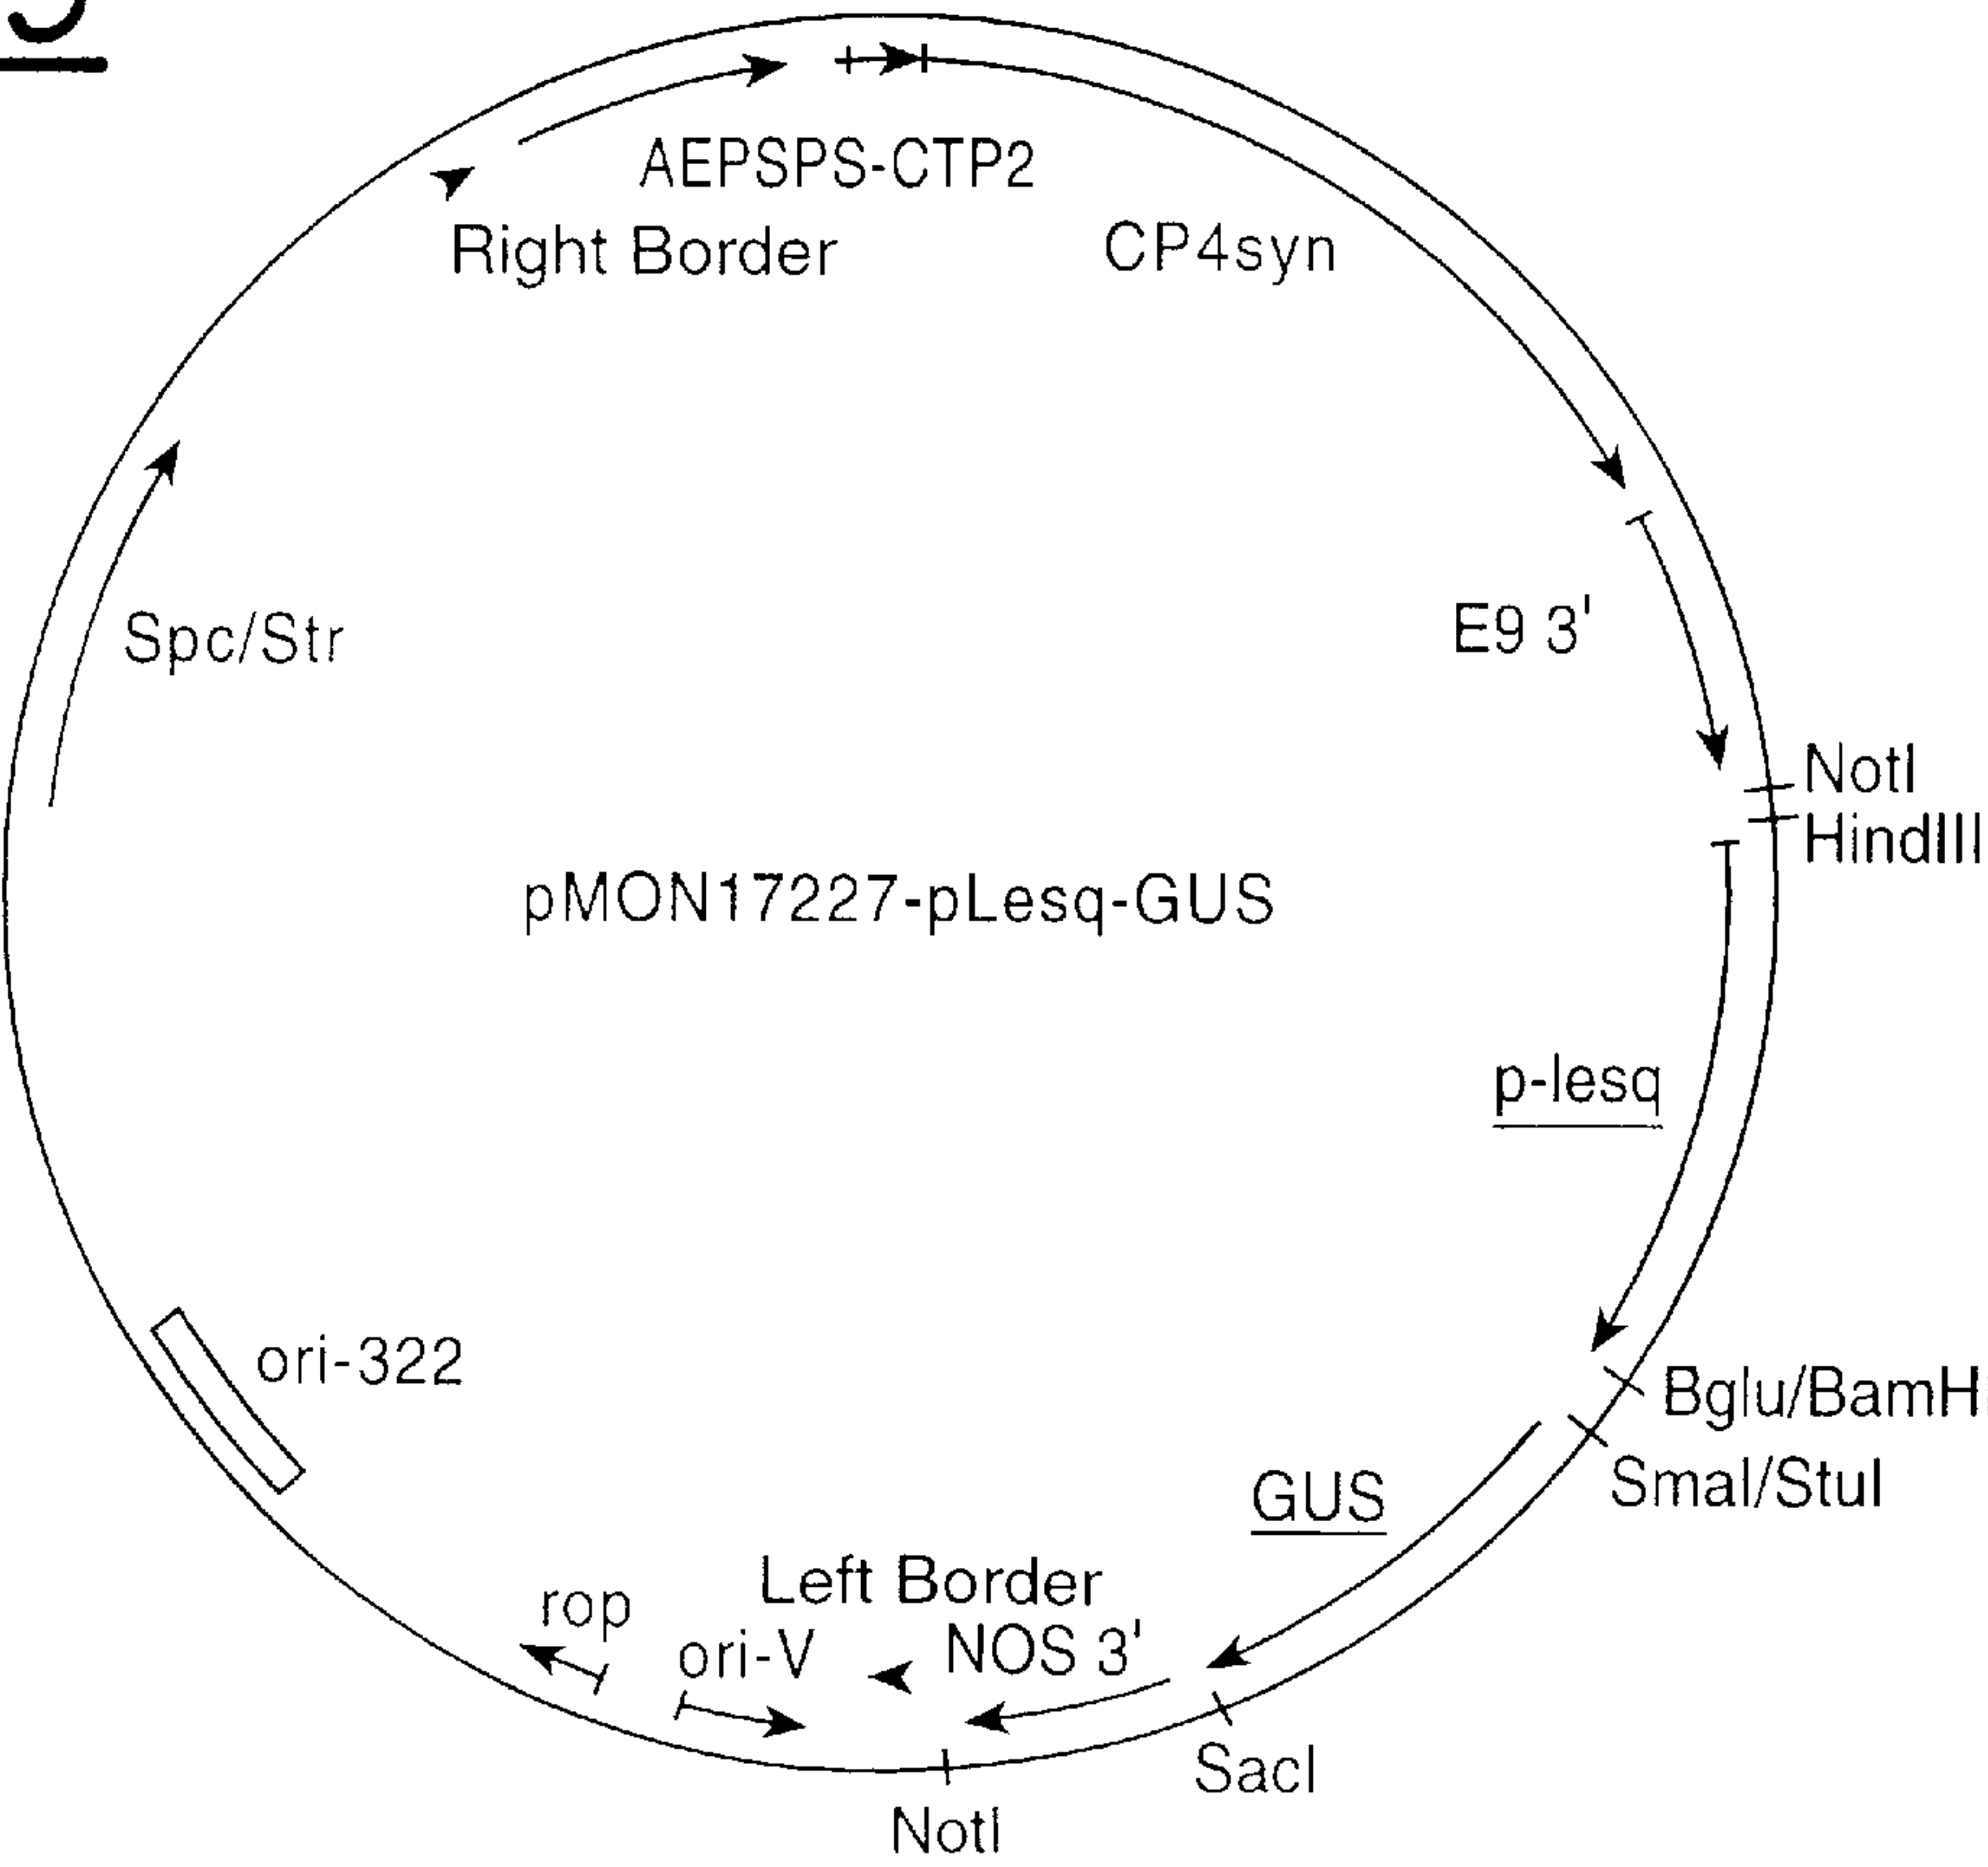 AEPSPS-CTP2
Right Border
CP4syn
E9 3'
Spc/Str
NotI
HindIII
pMON17227-pLesq-GUS
p-lesq
ori-322
Bglu/BamH
SmaI/StuI
GUS
Left Border
rop
ori-V
NOS 3'
SacI
NotI